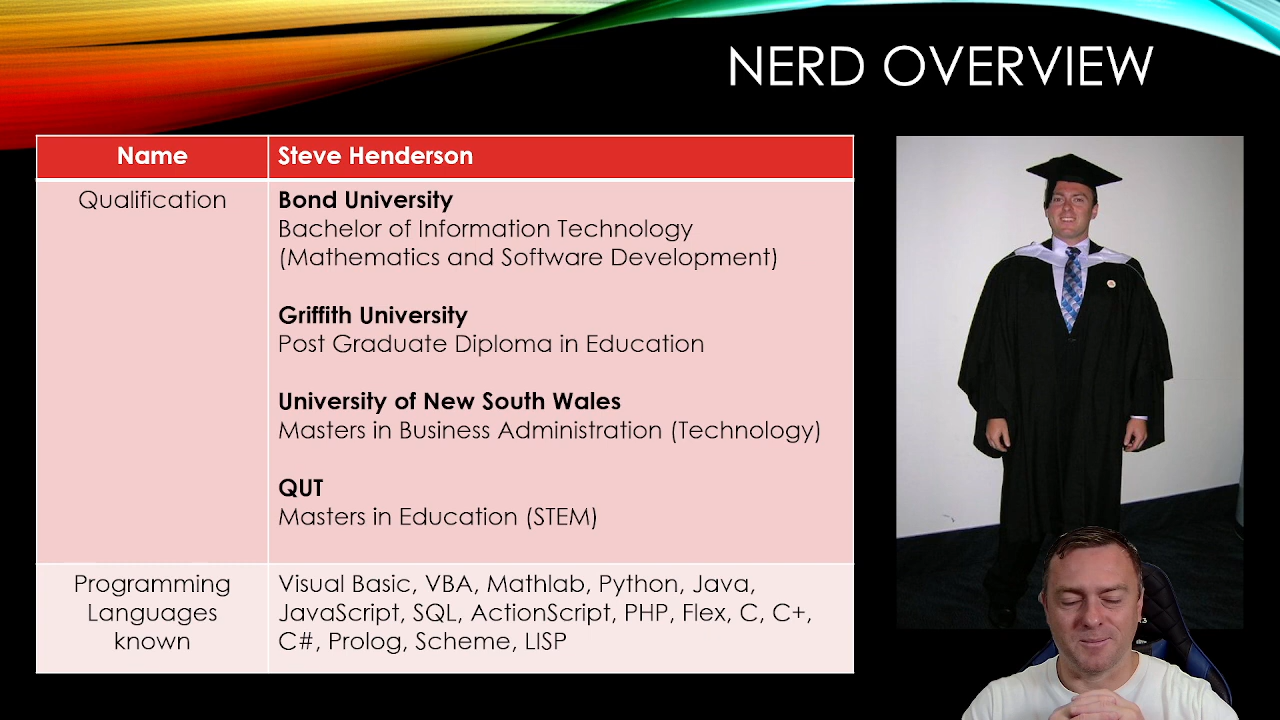 NERD OVERVIEW
Name
Steve Henderson
Qualification
Bond University
Bachelor of Information Technology
(Mathematics and Software Development)
Griffith University
Post Graduate Diploma in Education
University of New South Wales
Masters in Business Administration (Technology)
QUT
Masters in Education (STEM)
Programming
Languages
known
Visual Basic, VBA, Mathlab, Python, Java,
JavaScript, SQL, ActionScript, PHP, Flex, C, C+,
C#, Prolog, Scheme, LISP